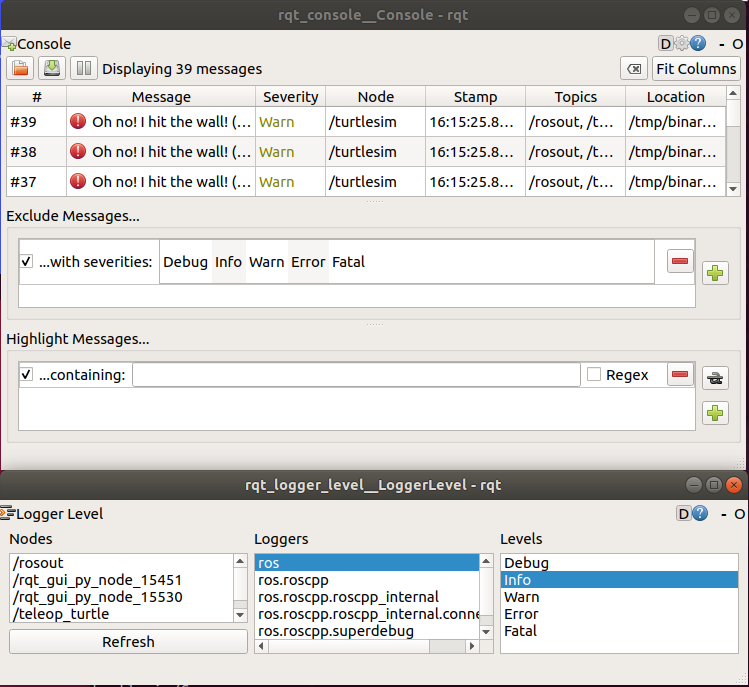 rqt_console__Console - rqt
Console D - O
Displaying 39 messages Fit Columns
# Message Severity Node Stamp Topics Location
#39 Oh no! I hit the wall! (... Warn /turtlesim 16:15:25.8... /rosout, /t... /tmp/binar...
#38 Oh no! I hit the wall! (... Warn /turtlesim 16:15:25.8... /rosout, /t... /tmp/binar...
#37 Oh no! I hit the wall! (... Warn /turtlesim 16:15:25.8... /rosout, /t... /tmp/binar...
Exclude Messages...
...with severities: Debug Info Warn Error Fatal
Highlight Messages...
...containing: Regex
rqt_logger_level__LoggerLevel - rqt
Logger Level D - O
Nodes
/rosout
/rqt_gui_py_node_15451
/rqt_gui_py_node_15530
/teleop_turtle
Refresh
Loggers
ros
ros.roscpp
ros.roscpp.roscpp_internal
ros.roscpp.roscpp_internal.conne
ros.roscpp.superdebug
Levels
Debug
Info
Warn
Error
Fatal